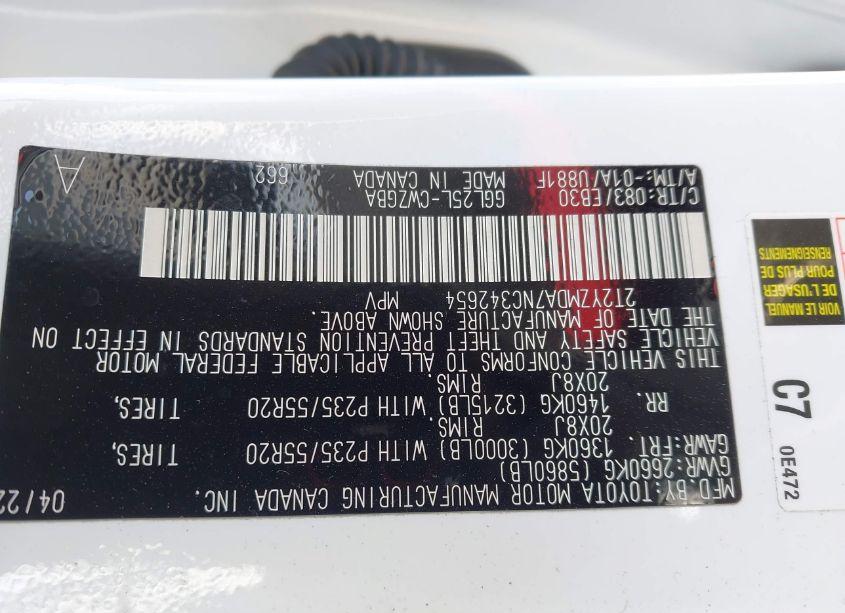 MFD.BY:TOYOTA MOTOR MANUFACTURING CANADA INC. 04/22
GVWR:2660KG (5860LB)
GAWR:FRT. 1360KG (3000LB) WITH P235/55R20 TIRES,
20X8J RIMS.
RR. 1460KG (3215LB) WITH P235/55R20 TIRES,
20X8J RIMS.
THIS VEHICLE CONFORMS TO ALL APPLICABLE FEDERAL MOTOR
VEHICLE SAFETY AND THEFT PREVENTION STANDARDS IN EFFECT ON
THE DATE OF MANUFACTURE SHOWN ABOVE.
2T2YZMDA7NC342654 MPV
C/TR:083/EB30 GGL25L-CWZGBA 662
A/TM:-01A/U881F MADE IN CANADA A
C7
0E472
VOIR LE MANUEL
DE L'USAGER
POUR PLUS DE
RENSEIGNEMENTS